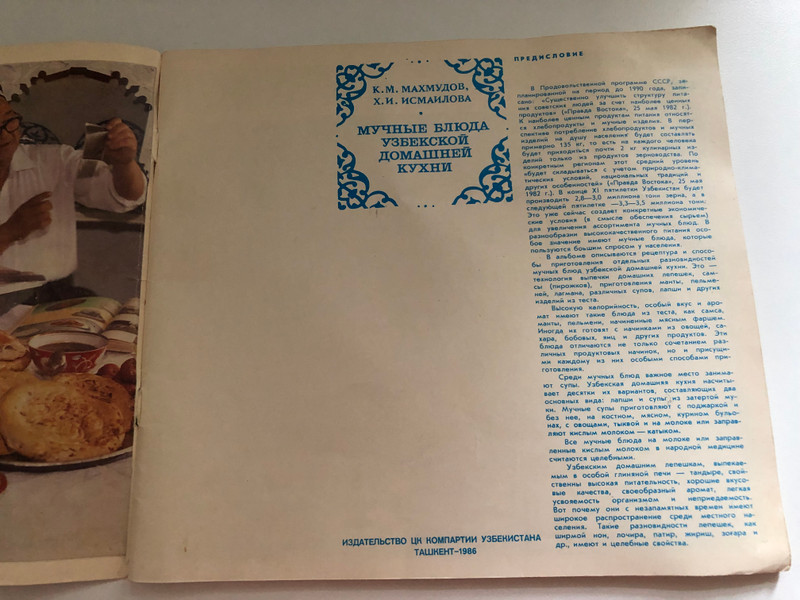 К. М. МАХМУДОВ,
Х. И. ИСМАИЛОВА
МУЧНЫЕ БЛЮДА
УЗБЕКСКОЙ
ДОМАШНЕЙ
КУХНИ
ИЗДАТЕЛЬСТВО ЦК КОМПАРТИИ УЗБЕКИСТАНА
ТАШКЕНТ—1986
ПРЕДИСЛОВИЕ
В Продовольственной программе СССР, за-
планированной на период до 1990 года, запи-
сано: «Существенно улучшить структуру пита-
ния советских людей за счет наиболее ценных
продуктов» («Правда Востока», 25 мая 1982 г.).
К наиболее ценным продуктам питания относят-
ся хлебопродукты и мучные изделия. В пер-
спективе потребление хлебопродуктов и мучных
изделий на душу населения будет составлять
примерно 135 кг, то есть на каждого человека
будет приходиться почти 2 кг кулинарных из-
делий только из продуктов зерноводства. По
конкретным регионам этот средний уровень
«будет складываться с учетом природно-клима-
тических условий, национальных традиций и
других особенностей» («Правда Востока», 25 мая
1982 г.). В конце XI пятилетки Узбекистан будет
производить 2,8—3,0 миллиона тонн зерна, а в
следующей пятилетке —3,3—3,5 миллиона тонн.
Это уже сейчас создает конкретные экономиче-
ские условия (в смысле обеспечения сырьем)
для увеличения ассортимента мучных блюд. В
разнообразии высококачественного питания осо-
бое значение имеют мучные блюда, которые
пользуются боьшим спросом у населения.
В альбоме описываются рецептура и спосо-
бы приготовления отдельных разновидностей
мучных блюд узбекской домашней кухни. Это —
технология выпечки домашних лепешек, сам-
сы (пирожков), приготовления манты, пельме-
ней, лагмана, различных супов, лапши и других
изделий из теста.
Высокую калорийность, особый вкус и аро-
мат имеют такие блюда из теста, как самса,
манты, пельмени, начиненные мясным фаршем.
Иногда их готовят с начинками из овощей, са-
хара, бобовых, яиц и других продуктов. Эти
блюда отличаются не только сочетанием раз-
личных продуктовых начинок, но и присущи-
ми каждому из них особыми способами при-
готовления.
Среди мучных блюд важное место занима-
ют супы. Узбекская домашняя кухня насчиты-
вает десятки их вариантов, составляющих два
основных вида: лапши и супы из затертой му-
ки. Мучные супы приготовляют с поджаркой и
без нее, на костном, мясном, курином бульо-
нах, с овощами, тыквой и на молоке или заправ-
ляют кислым молоком — катыком.
Все мучные блюда на молоке или заправ-
ленные кислым молоком в народной медицине
считаются целебными.
Узбекским домашним лепешкам, выпекае-
мым в особой глиняной печи — тандыре, свой-
ственны высокая питательность, хорошие вкусо-
вые качества, своеобразный аромат, легкая
усвояемость организмом и неприедаемость.
Вот почему они с незапамятных времен имеют
широкое распространение среди местного на-
селения. Такие разновидности лепешек, как
ширмой нон, лочира, патыр, жириш, зогара и
др., имеют и целебные свойства.